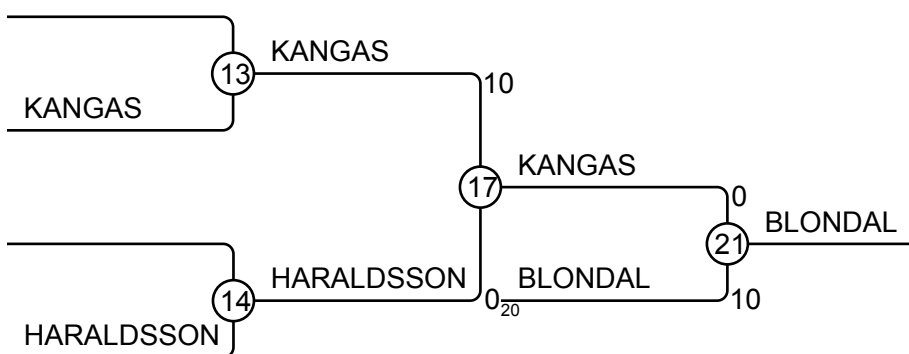 KANGAS
13
KANGAS
10
KANGAS
17
0
BLONDAL
21
HARALDSSON
0
20
BLONDAL
10
14
HARALDSSON